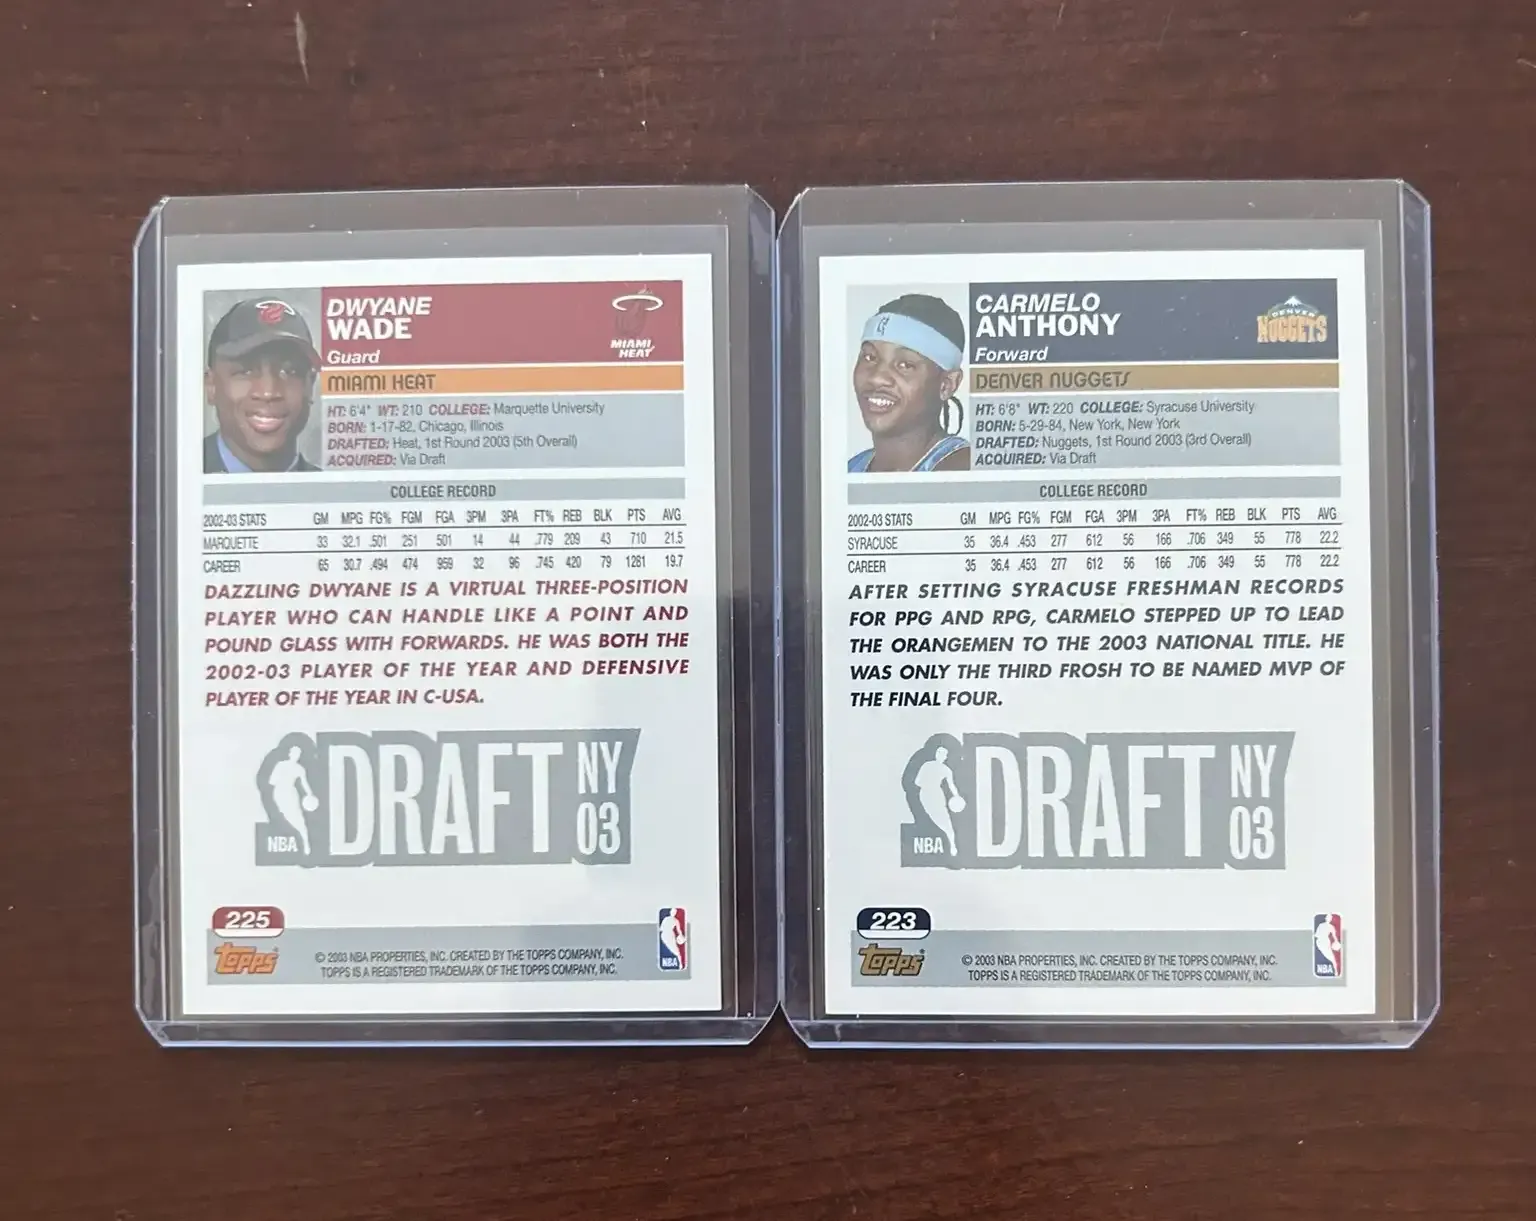 DWYANE
WADE
Guard
MIAMI HEAT
MIAMI
HEAT
HT: 6'4" WT: 210 COLLEGE: Marquette University
BORN: 1-17-82, Chicago, Illinois
DRAFTED: Heat, 1st Round 2003 (5th Overall)
ACQUIRED: Via Draft
COLLEGE RECORD
2002-03 STATS GM MPG FG% FGM FGA 3PM 3PA FT% REB BLK PTS AVG
MARQUETTE 33 32.1 .501 251 501 14 44 .779 209 43 710 21.5
CAREER 65 30.7 .494 474 959 32 96 .745 420 79 1281 19.7
DAZZLING DWYANE IS A VIRTUAL THREE-POSITION
PLAYER WHO CAN HANDLE LIKE A POINT AND
POUND GLASS WITH FORWARDS. HE WAS BOTH THE
2002-03 PLAYER OF THE YEAR AND DEFENSIVE
PLAYER OF THE YEAR IN C-USA.
NBA DRAFT NY
03
225
Topps
© 2003 NBA PROPERTIES, INC. CREATED BY THE TOPPS COMPANY, INC.
TOPPS IS A REGISTERED TRADEMARK OF THE TOPPS COMPANY, INC.
NBA
CARMELO
ANTHONY
Forward
DENVER NUGGETS
DENVER
NUGGETS
HT: 6'8" WT: 220 COLLEGE: Syracuse University
BORN: 5-29-84, New York, New York
DRAFTED: Nuggets, 1st Round 2003 (3rd Overall)
ACQUIRED: Via Draft
COLLEGE RECORD
2002-03 STATS GM MPG FG% FGM FGA 3PM 3PA FT% REB BLK PTS AVG
SYRACUSE 35 36.4 .453 277 612 56 166 .706 349 55 778 22.2
CAREER 35 36.4 .453 277 612 56 166 .706 349 55 778 22.2
AFTER SETTING SYRACUSE FRESHMAN RECORDS
FOR PPG AND RPG, CARMELO STEPPED UP TO LEAD
THE ORANGEMEN TO THE 2003 NATIONAL TITLE. HE
WAS ONLY THE THIRD FROSH TO BE NAMED MVP OF
THE FINAL FOUR.
NBA DRAFT NY
03
223
Topps
© 2003 NBA PROPERTIES, INC. CREATED BY THE TOPPS COMPANY, INC.
TOPPS IS A REGISTERED TRADEMARK OF THE TOPPS COMPANY, INC.
NBA